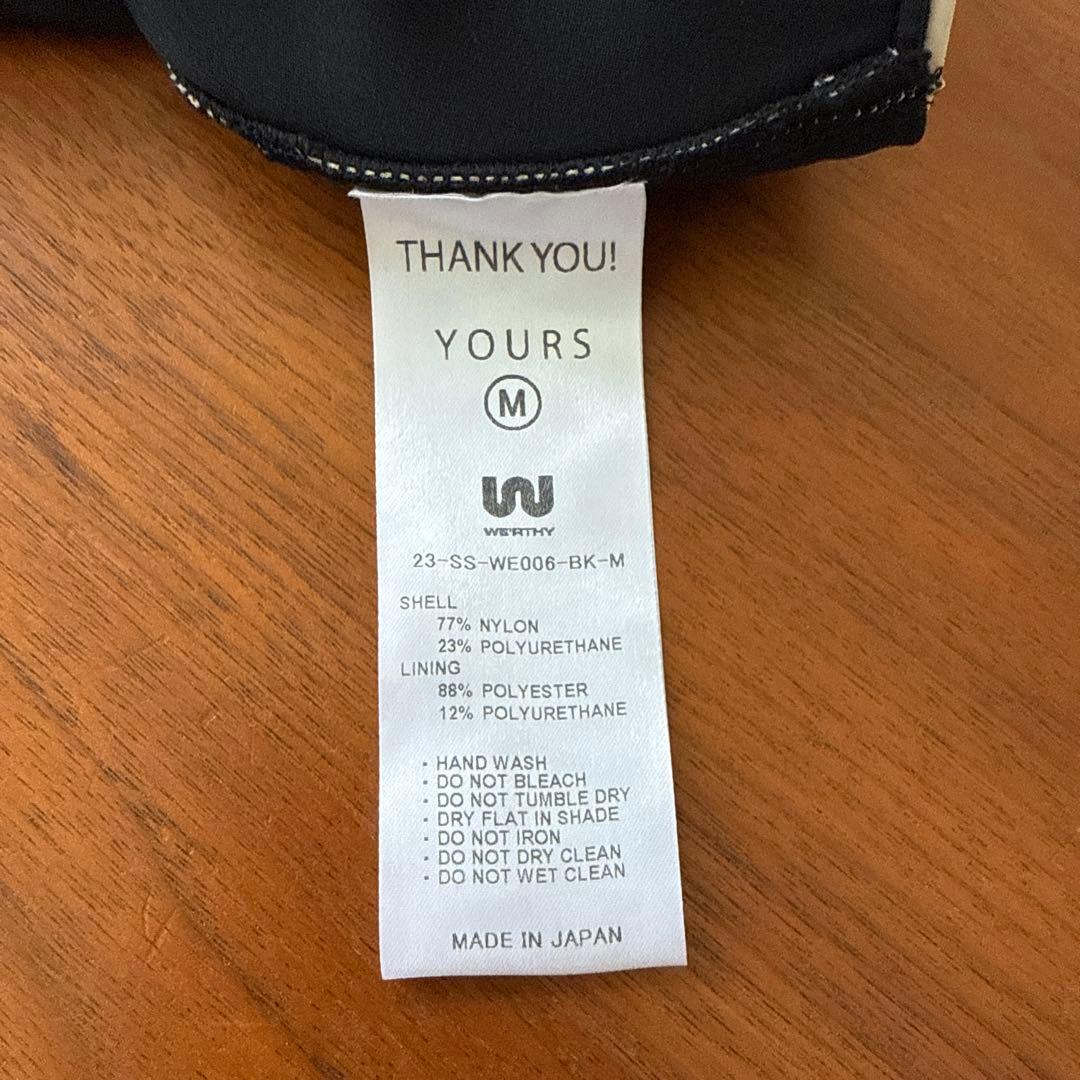 THANK YOU!
YOURS
M
WE'RTHY
23-SS-WE006-BK-M
SHELL
77% NYLON
23% POLYURETHANE
LINING
88% POLYESTER
12% POLYURETHANE
・HAND WASH
・DO NOT BLEACH
・DO NOT TUMBLE DRY
・DRY FLAT IN SHADE
・DO NOT IRON
・DO NOT DRY CLEAN
・DO NOT WET CLEAN
MADE IN JAPAN